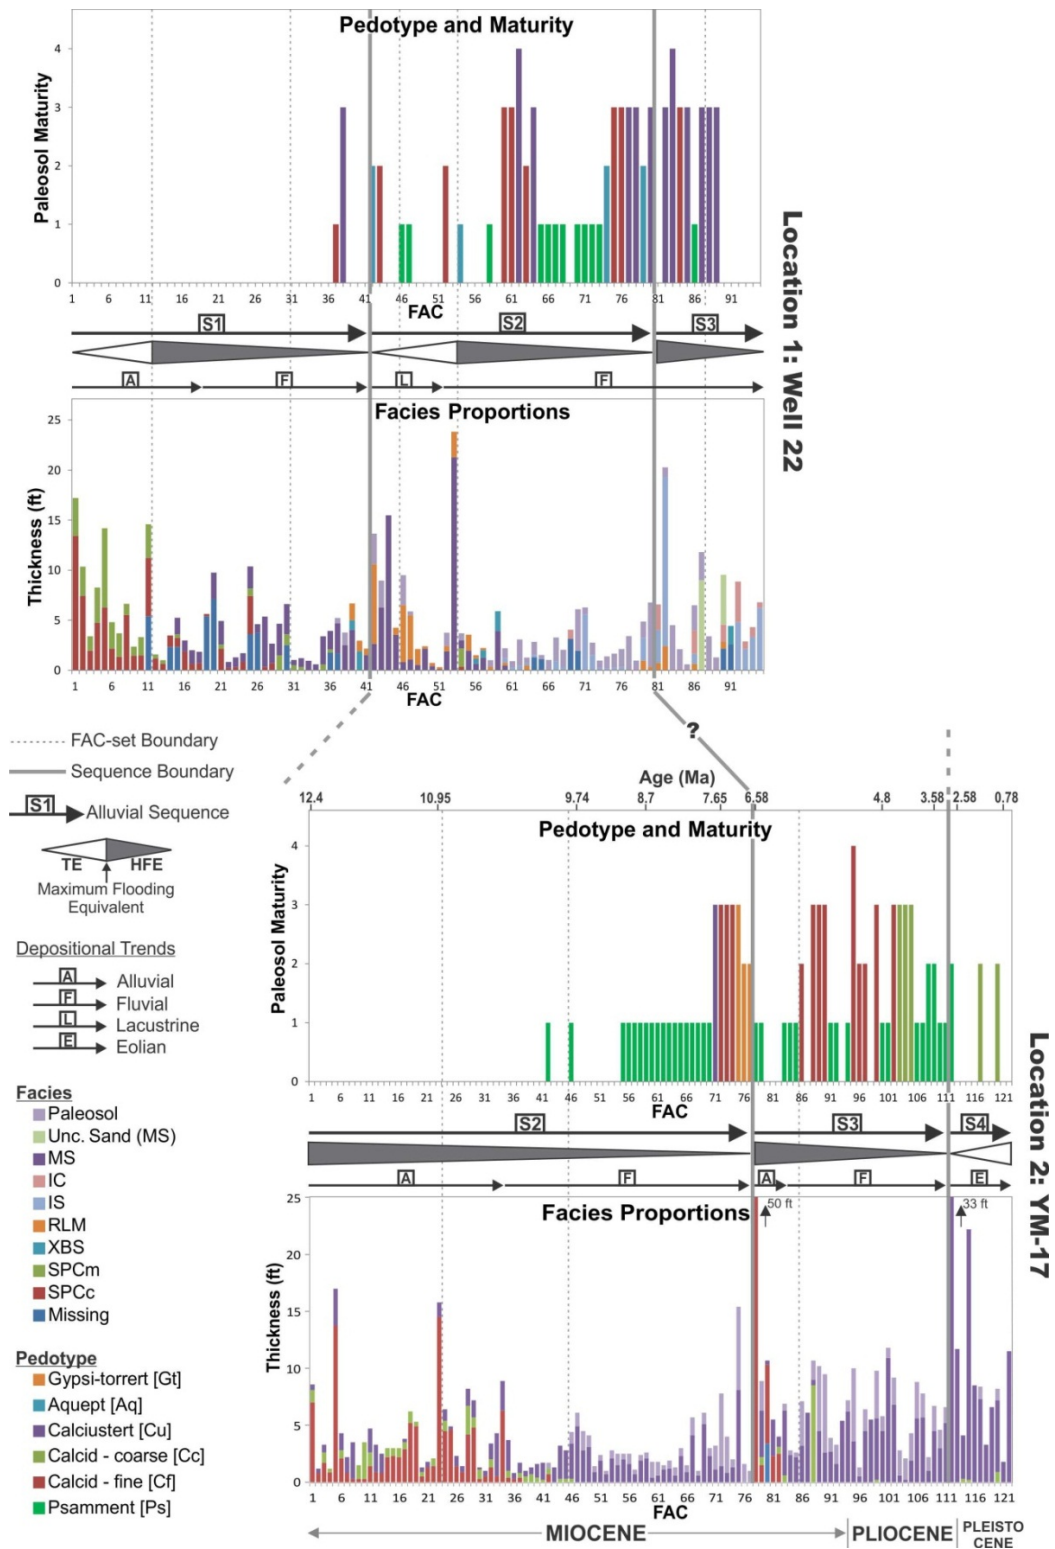 Pedotype and Maturity
Paleosol Maturity
4
3
2
1
0
1 6 11 16 21 26 31 36 41 46 51 56 61 66 71 76 81 86 91
FAC
S1 S2 S3
A F L F
Location 1: Well 22
Facies Proportions
Thickness (ft)
25
20
15
10
5
0
1 6 11 16 21 26 31 36 41 46 51 56 61 66 71 76 81 86 91
FAC
?
FAC-set Boundary
Sequence Boundary
S1 Alluvial Sequence
TE HFE
Maximum Flooding
Equivalent
Depositional Trends
A Alluvial
F Fluvial
L Lacustrine
E Eolian
Facies
Paleosol
Unc. Sand (MS)
MS
IC
IS
RLM
XBS
SPCm
SPCc
Missing
Pedotype
Gypsi-torrert [Gt]
Aquept [Aq]
Calciustert [Cu]
Calcid - coarse [Cc]
Calcid - fine [Cf]
Psamment [Ps]
Age (Ma)
12.4 10.95 9.74 8.7 7.65 6.58 4.8 3.58 2.58 0.78
Pedotype and Maturity
Paleosol Maturity
4
3
2
1
0
1 6 11 16 21 26 31 36 41 46 51 56 61 66 71 76 81 86 91 96 101 106 111 116 121
FAC
S2 S3 S4
A F A F E
Location 2: YM-17
Facies Proportions
50 ft
33 ft
Thickness (ft)
25
20
15
10
5
0
1 6 11 16 21 26 31 36 41 46 51 56 61 66 71 76 81 86 91 96 101 106 111 116 121
FAC
MIOCENE PLIOCENE PLEISTO
CENE